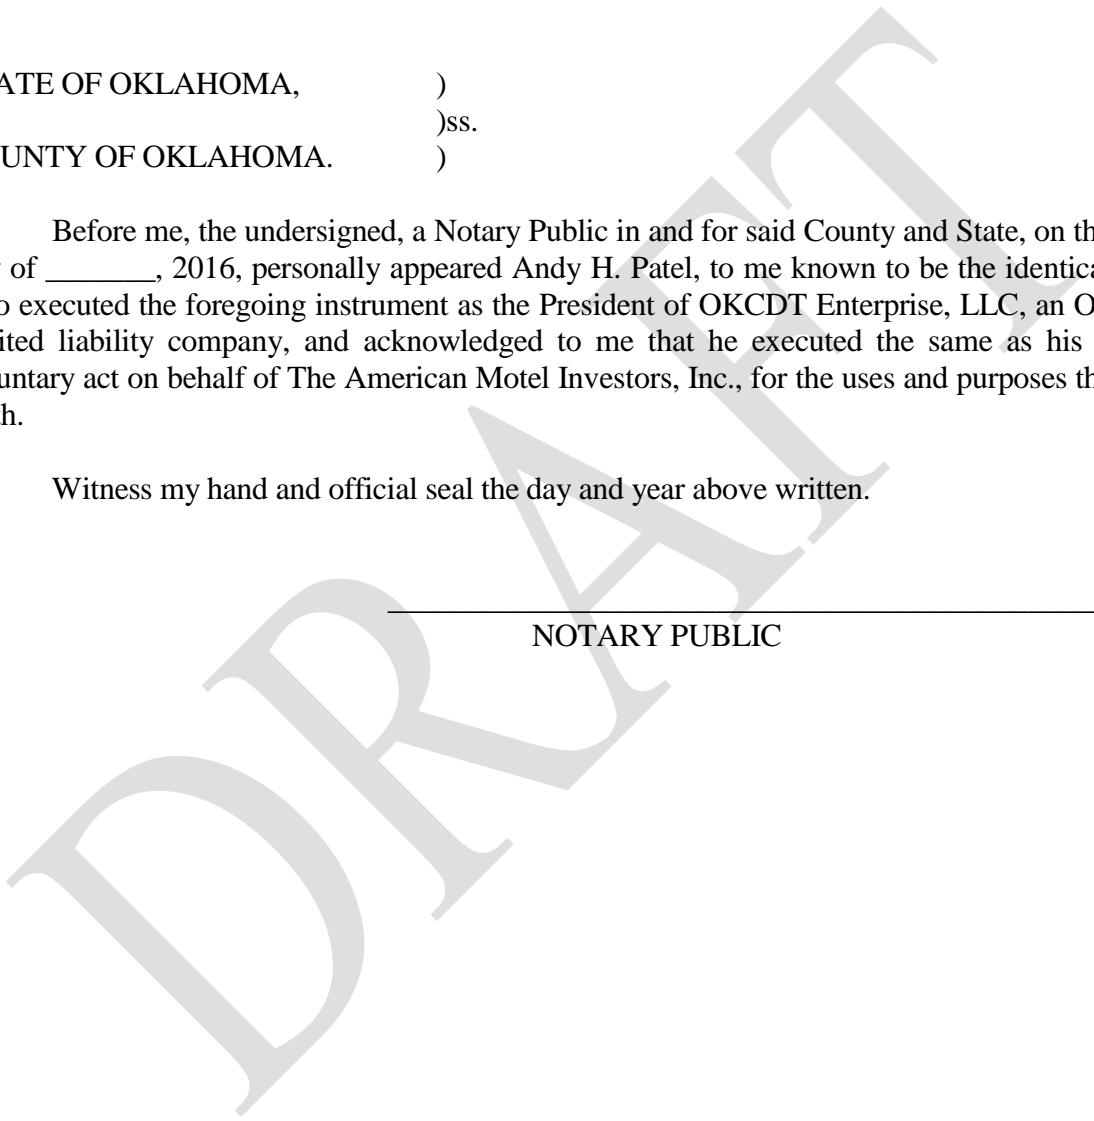 ATE OF OKLAHOMA, )
)ss.
UNTY OF OKLAHOMA. )
Before me, the undersigned, a Notary Public in and for said County and State, on th
of _______, 2016, personally appeared Andy H. Patel, to me known to be the identica
o executed the foregoing instrument as the President of OKCDT Enterprise, LLC, an O
ited liability company, and acknowledged to me that he executed the same as his
untary act on behalf of The American Motel Investors, Inc., for the uses and purposes th
h.
Witness my hand and official seal the day and year above written.
NOTARY PUBLIC
DRAFT